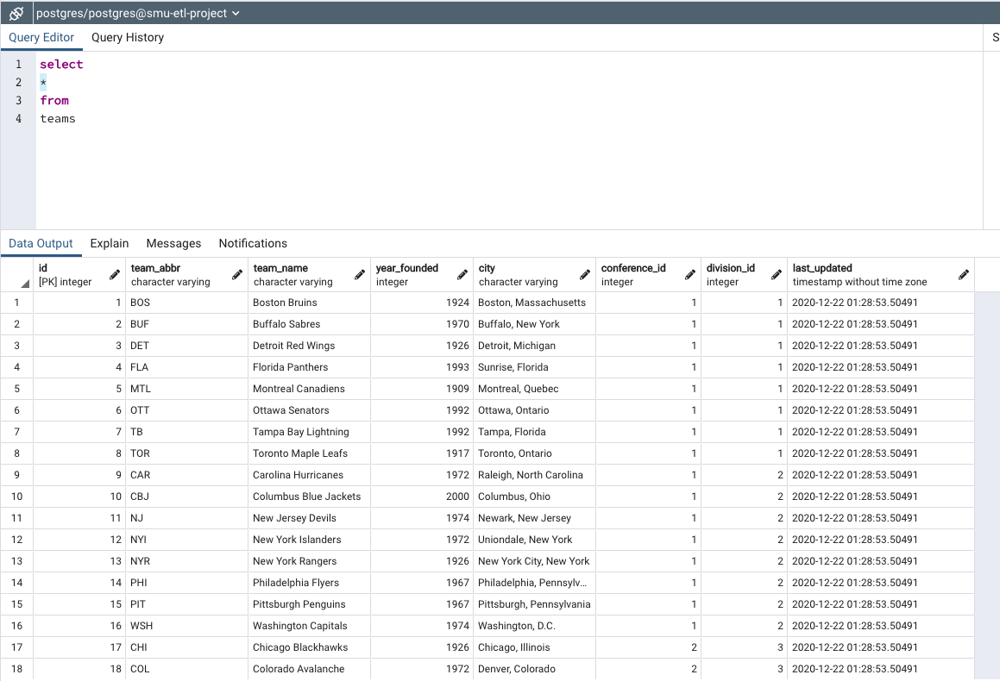 postgres/postgres@smu-etl-project
Query Editor Query History S
1 select
2 *
3 from
4 teams
Data Output Explain Messages Notifications
id team_abbr team_name year_founded city conference_id division_id last_updated
[PK] integer character varying character varying integer character varying integer integer timestamp without time zone
1 1 BOS Boston Bruins 1924 Boston, Massachusetts 1 1 2020-12-22 01:28:53.50491
2 2 BUF Buffalo Sabres 1970 Buffalo, New York 1 1 2020-12-22 01:28:53.50491
3 3 DET Detroit Red Wings 1926 Detroit, Michigan 1 1 2020-12-22 01:28:53.50491
4 4 FLA Florida Panthers 1993 Sunrise, Florida 1 1 2020-12-22 01:28:53.50491
5 5 MTL Montreal Canadiens 1909 Montreal, Quebec 1 1 2020-12-22 01:28:53.50491
6 6 OTT Ottawa Senators 1992 Ottawa, Ontario 1 1 2020-12-22 01:28:53.50491
7 7 TB Tampa Bay Lightning 1992 Tampa, Florida 1 1 2020-12-22 01:28:53.50491
8 8 TOR Toronto Maple Leafs 1917 Toronto, Ontario 1 1 2020-12-22 01:28:53.50491
9 9 CAR Carolina Hurricanes 1972 Raleigh, North Carolina 1 2 2020-12-22 01:28:53.50491
10 10 CBJ Columbus Blue Jackets 2000 Columbus, Ohio 1 2 2020-12-22 01:28:53.50491
11 11 NJ New Jersey Devils 1974 Newark, New Jersey 1 2 2020-12-22 01:28:53.50491
12 12 NYI New York Islanders 1972 Uniondale, New York 1 2 2020-12-22 01:28:53.50491
13 13 NYR New York Rangers 1926 New York City, New York 1 2 2020-12-22 01:28:53.50491
14 14 PHI Philadelphia Flyers 1967 Philadelphia, Pennsylv... 1 2 2020-12-22 01:28:53.50491
15 15 PIT Pittsburgh Penguins 1967 Pittsburgh, Pennsylvania 1 2 2020-12-22 01:28:53.50491
16 16 WSH Washington Capitals 1974 Washington, D.C. 1 2 2020-12-22 01:28:53.50491
17 17 CHI Chicago Blackhawks 1926 Chicago, Illinois 2 3 2020-12-22 01:28:53.50491
18 18 COL Colorado Avalanche 1972 Denver, Colorado 2 3 2020-12-22 01:28:53.50491